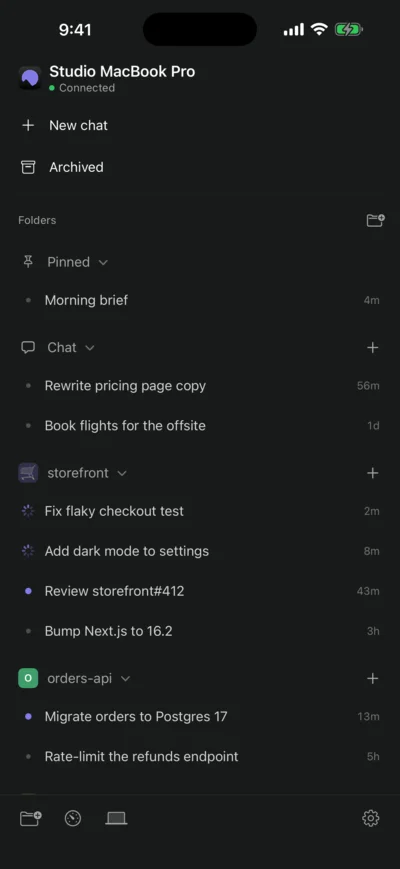 9:41
Studio MacBook Pro
Connected
New chat
Archived
Folders
Pinned
Morning brief 4m
Chat
Rewrite pricing page copy 56m
Book flights for the offsite 1d
storefront
Fix flaky checkout test 2m
Add dark mode to settings 8m
Review storefront#412 43m
Bump Next.js to 16.2 3h
O orders-api
Migrate orders to Postgres 17 13m
Rate-limit the refunds endpoint 5h